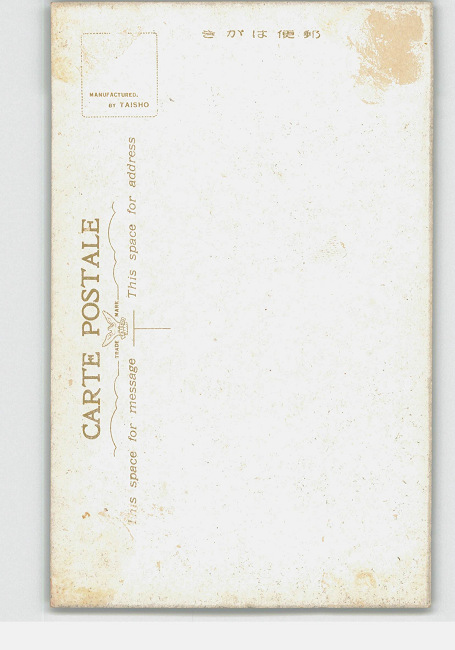 郵便はがき
MANUFACTURED.
BY TAISHO
CARTE POSTALE
TRADE MARK
This space for message
This space for address